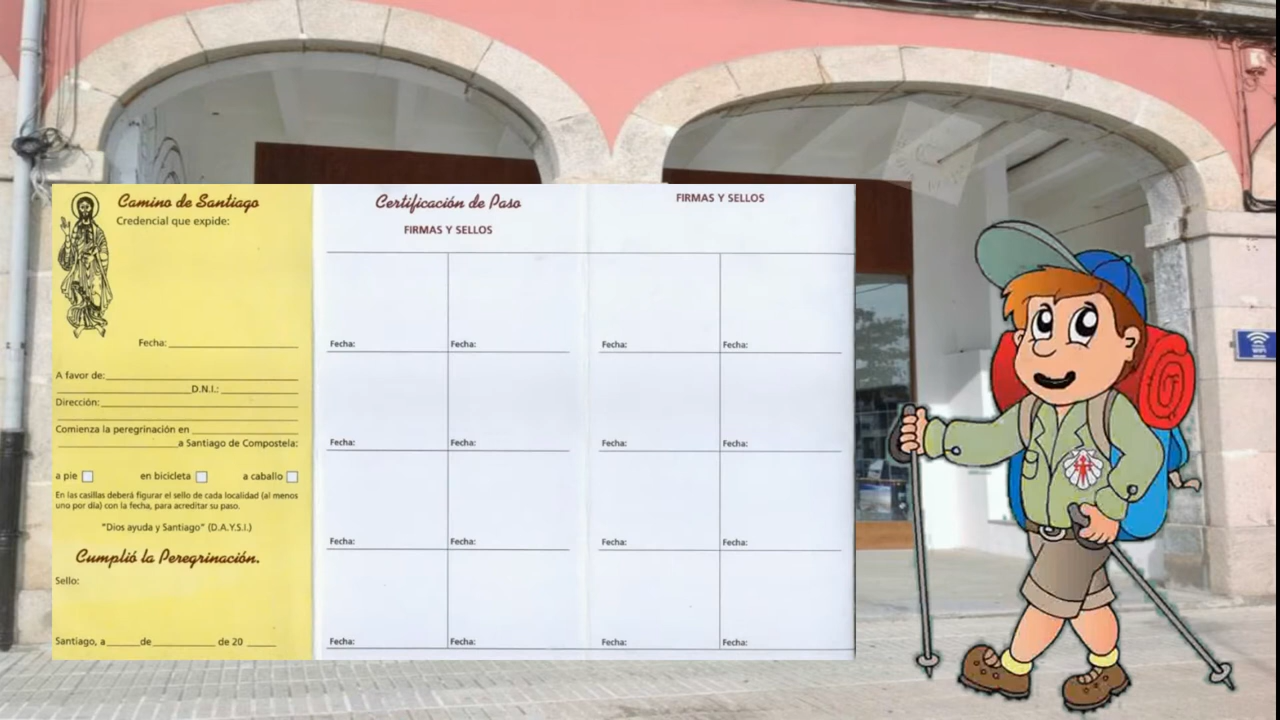 Camino de Santiago
Credencial que expide:
Fecha:
A favor de:
D.N.I.:
Dirección:
Comienza la peregrinación en
a Santiago de Compostela:
a pie en bicicleta a caballo
En las casillas deberá figurar el sello de cada localidad (al menos
uno por día) con la fecha, para acreditar su paso.
"Dios ayuda y Santiago" (D.A.Y.S.I.)
Cumplió la Peregrinación.
Sello:
Santiago, a de de 20
Certificación de Paso
FIRMAS Y SELLOS
FIRMAS Y SELLOS
Fecha: Fecha: Fecha: Fecha:
Fecha: Fecha: Fecha: Fecha:
Fecha: Fecha: Fecha: Fecha:
Fecha: Fecha: Fecha: Fecha: